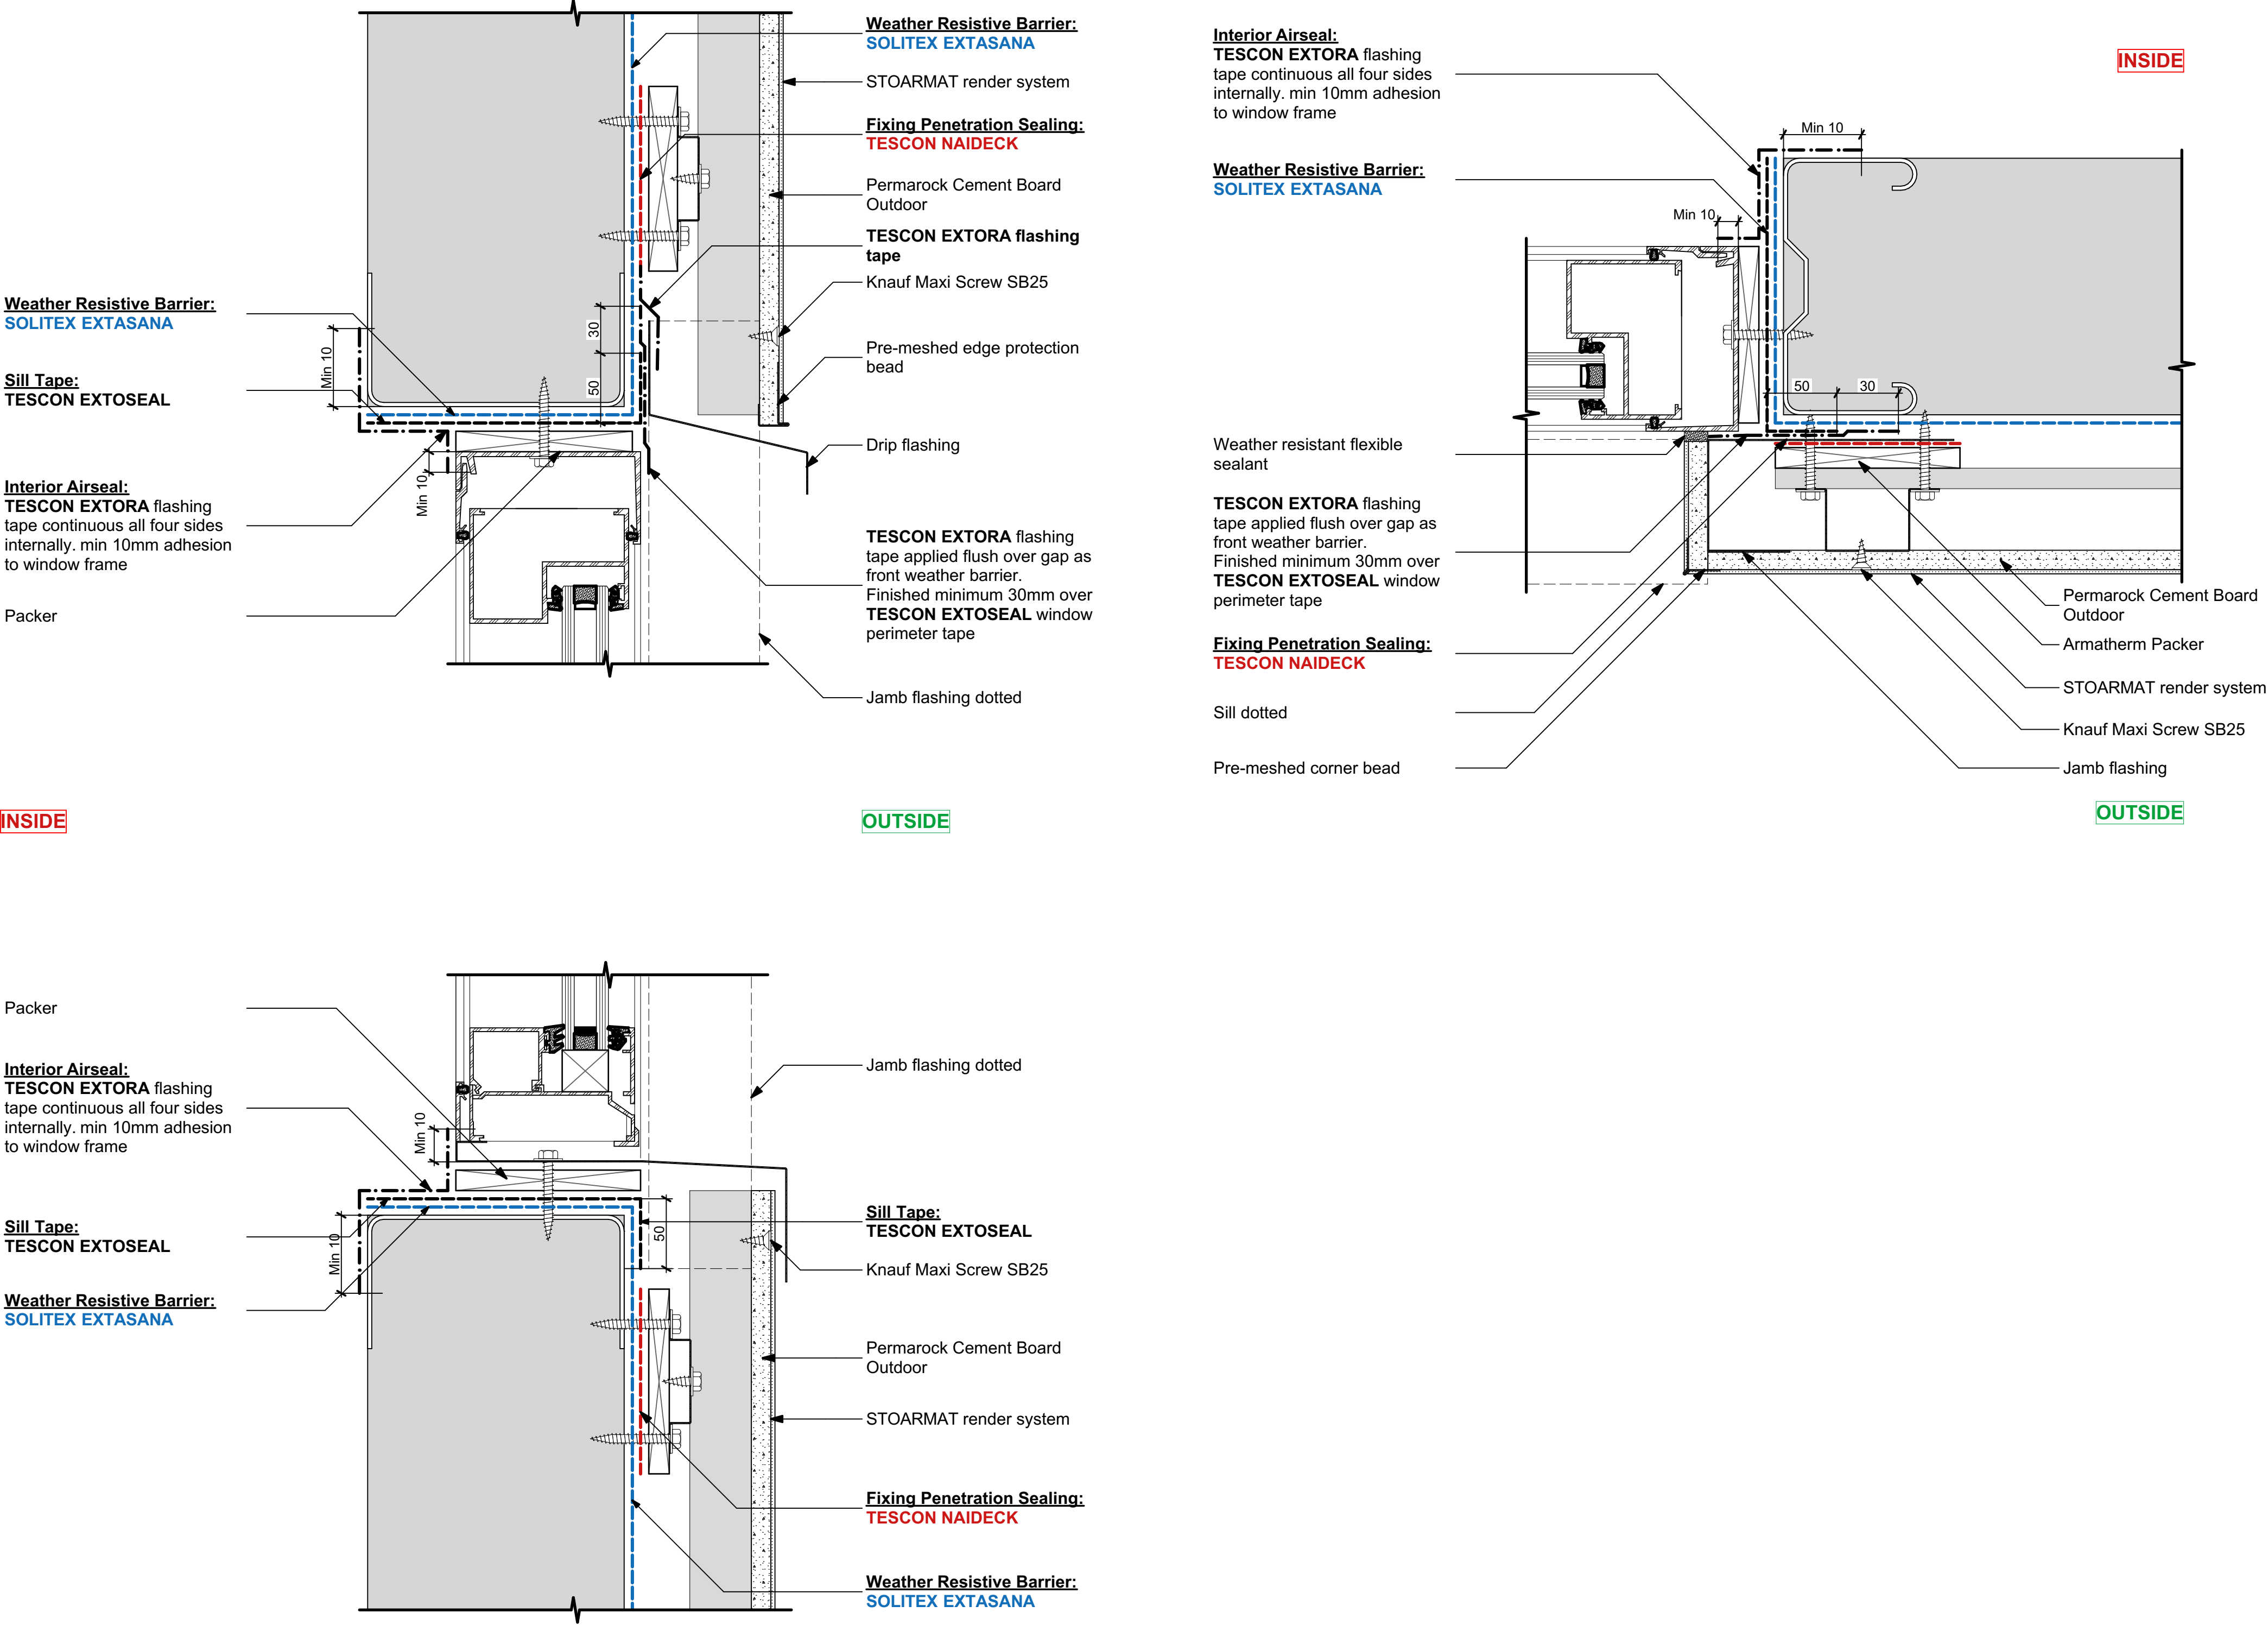 Weather Resistive Barrier:
SOLITEX EXTASANA
STOARMAT render system
Fixing Penetration Sealing:
TESCON NAIDECK
Permarock Cement Board
Outdoor
TESCON EXTORA flashing
tape
Knauf Maxi Screw SB25
Pre-meshed edge protection
bead
Drip flashing
TESCON EXTORA flashing
tape applied flush over gap as
front weather barrier.
Finished minimum 30mm over
TESCON EXTOSEAL window
perimeter tape
Jamb flashing dotted
Weather Resistive Barrier:
SOLITEX EXTASANA
Sill Tape:
TESCON EXTOSEAL
Interior Airseal:
TESCON EXTORA flashing
tape continuous all four sides
internally. min 10mm adhesion
to window frame
Packer
Min 10
Min 10
30
50
INSIDE
OUTSIDE
Interior Airseal:
TESCON EXTORA flashing
tape continuous all four sides
internally. min 10mm adhesion
to window frame
Weather Resistive Barrier:
SOLITEX EXTASANA
Weather resistant flexible
sealant
TESCON EXTORA flashing
tape applied flush over gap as
front weather barrier.
Finished minimum 30mm over
TESCON EXTOSEAL window
perimeter tape
Fixing Penetration Sealing:
TESCON NAIDECK
Sill dotted
Pre-meshed corner bead
INSIDE
Min 10
Min 10
50
30
Permarock Cement Board
Outdoor
Armatherm Packer
STOARMAT render system
Knauf Maxi Screw SB25
Jamb flashing
OUTSIDE
Packer
Interior Airseal:
TESCON EXTORA flashing
tape continuous all four sides
internally. min 10mm adhesion
to window frame
Sill Tape:
TESCON EXTOSEAL
Weather Resistive Barrier:
SOLITEX EXTASANA
Min 10
Min 10
50
Jamb flashing dotted
Sill Tape:
TESCON EXTOSEAL
Knauf Maxi Screw SB25
Permarock Cement Board
Outdoor
STOARMAT render system
Fixing Penetration Sealing:
TESCON NAIDECK
Weather Resistive Barrier:
SOLITEX EXTASANA